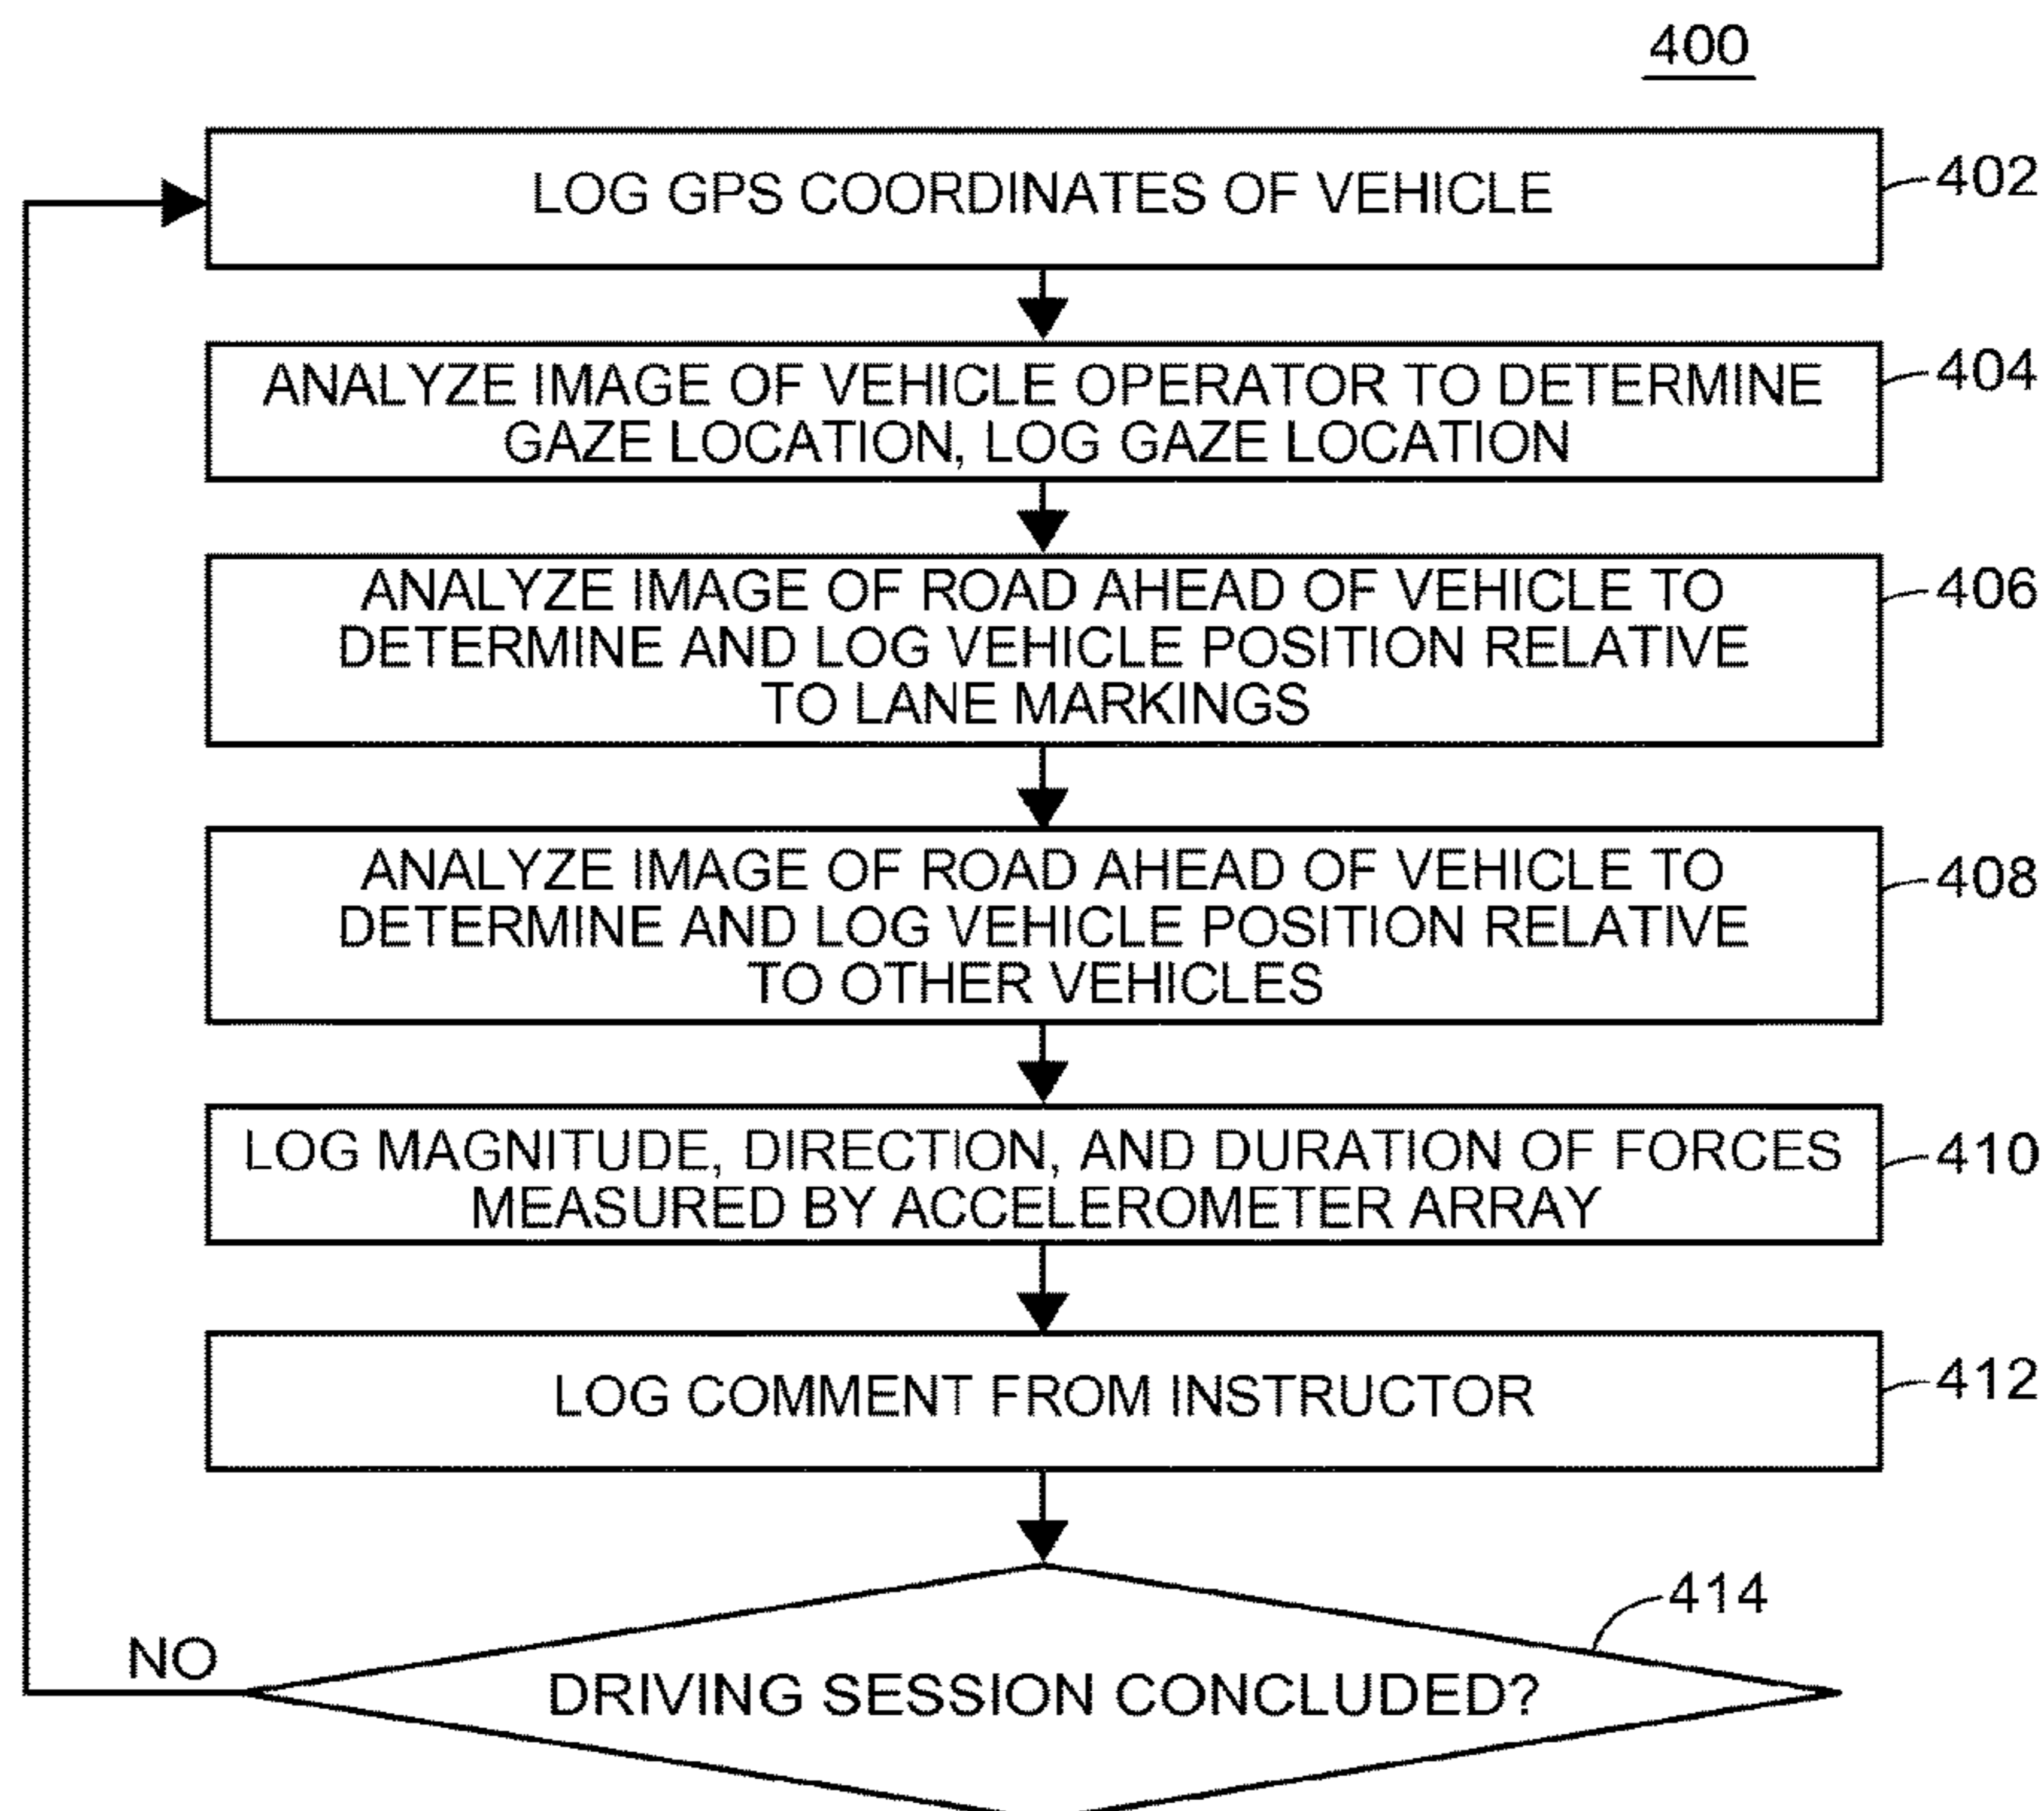 400
LOG GPS COORDINATES OF VEHICLE
402
ANALYZE IMAGE OF VEHICLE OPERATOR TO DETERMINE
GAZE LOCATION, LOG GAZE LOCATION
404
ANALYZE IMAGE OF ROAD AHEAD OF VEHICLE TO
DETERMINE AND LOG VEHICLE POSITION RELATIVE
TO LANE MARKINGS
406
ANALYZE IMAGE OF ROAD AHEAD OF VEHICLE TO
DETERMINE AND LOG VEHICLE POSITION RELATIVE
TO OTHER VEHICLES
408
LOG MAGNITUDE, DIRECTION, AND DURATION OF FORCES
MEASURED BY ACCELEROMETER ARRAY
410
LOG COMMENT FROM INSTRUCTOR
412
414
NO
DRIVING SESSION CONCLUDED?